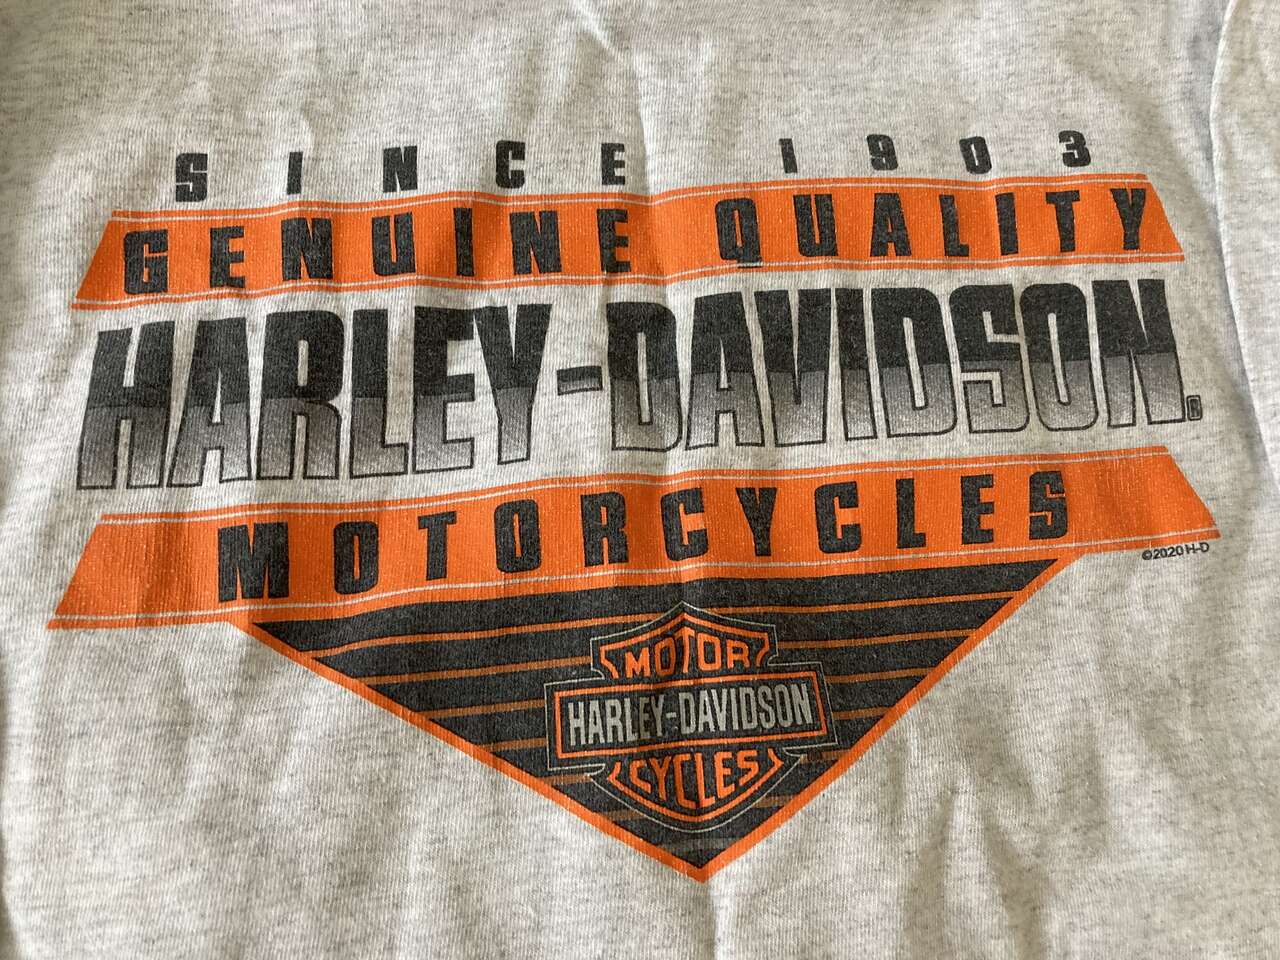 SINCE 1903
GENUINE QUALITY
HARLEY-DAVIDSON®
MOTORCYCLES
©2020 H-D
MOTOR
HARLEY-DAVIDSON
CYCLES